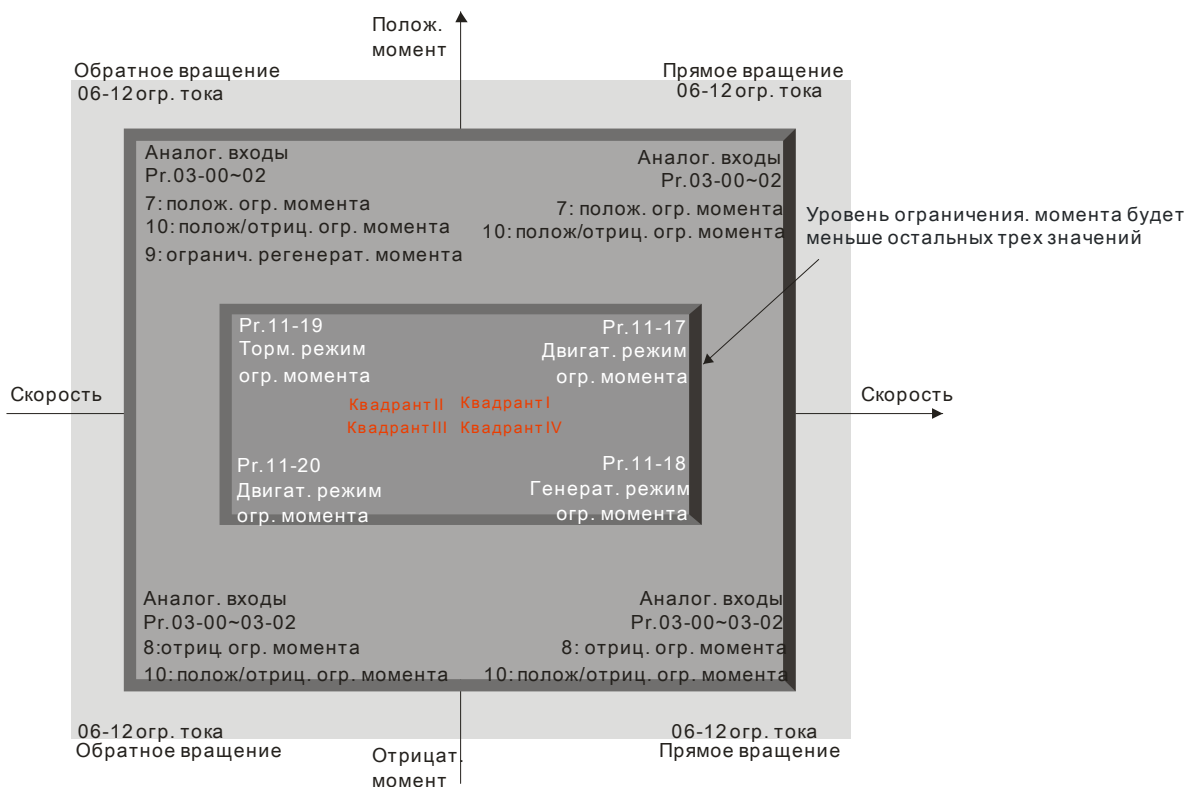 Полож.
момент
Обратное вращение
06-12 огр. тока
Прямое вращение
06-12 огр. тока
Аналог. входы
Pr.03-00~02
7: полож. огр. момента
10: полож/отриц. огр. момента
9: огранич. регенерат. момента
Аналог. входы
Pr.03-00~02
7: полож. огр. момента
10: полож/отриц. огр. момента
Уровень ограничения. момента будет
меньше остальных трех значений
Pr.11-19
Торм. режим
огр. момента
Pr.11-17
Двигат. режим
огр. момента
Скорость
Скорость
Квадрант II Квадрант I
Квадрант III Квадрант IV
Pr.11-20
Двигат. режим
огр. момента
Pr.11-18
Генерат. режим
огр. момента
Аналог. входы
Pr.03-00~03-02
8:отриц огр. момента
10: полож/отриц. огр. момента
Аналог. входы
Pr.03-00~03-02
8: отриц. огр. момента
10: полож/отриц. огр. момента
06-12 огр. тока
Обратное вращение
06-12 огр. тока
Прямое вращение
Отрицат.
момент